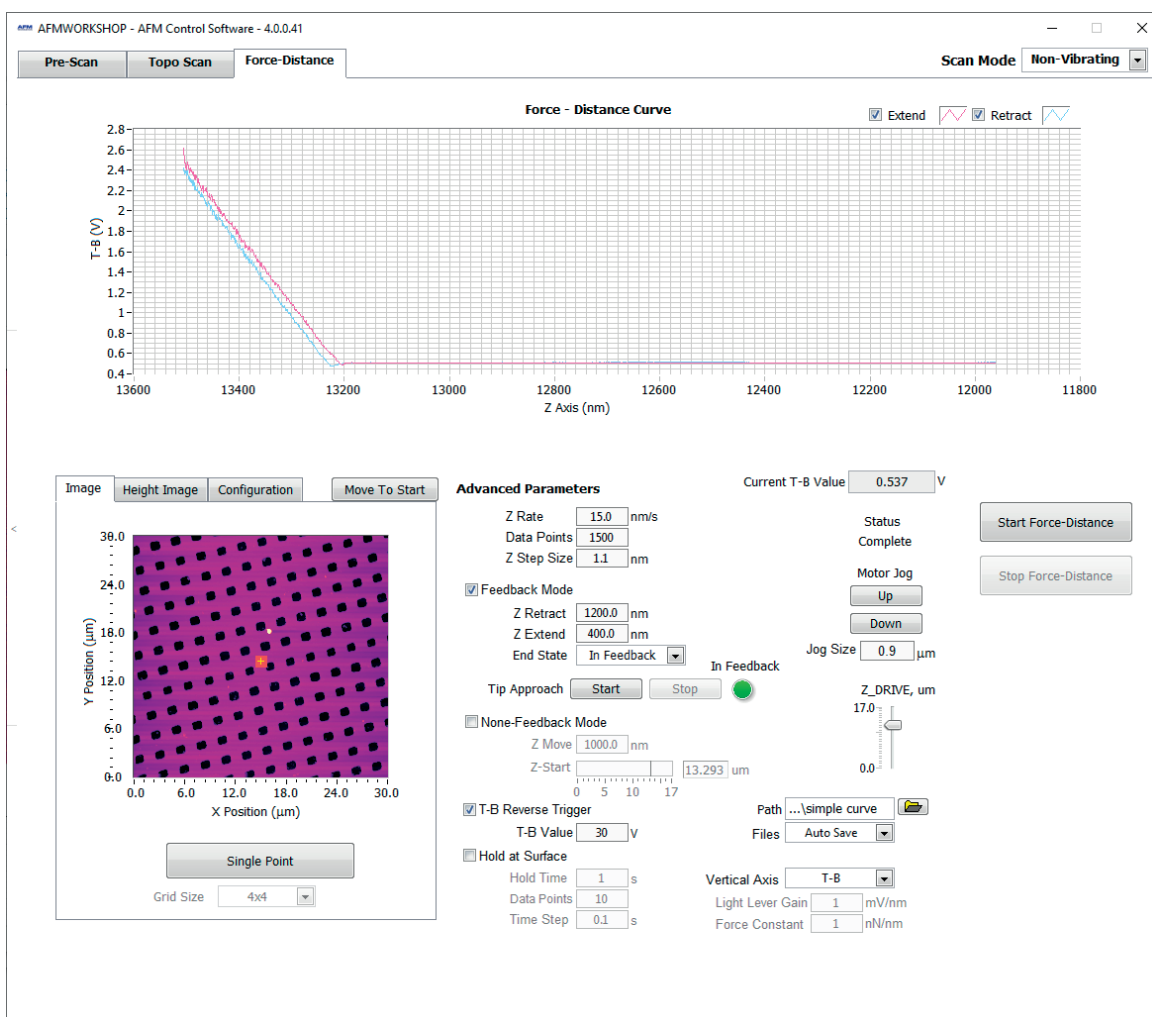 AFM AFMWORKSHOP - AFM Control Software - 4.0.0.41
Pre-Scan Topo Scan Force-Distance Scan Mode Non-Vibrating
Force - Distance Curve
Extend Retract
2.8
2.6
2.4
2.2
2
1.8
1.6
1.4
1.2
1
0.8
0.6
0.4
T-B (V)
13600 13400 13200 13000 12800 12600 12400 12200 12000 11800
Z Axis (nm)
Image Height Image Configuration Move To Start
30.0
24.0
18.0
12.0
6.0
0.0
Y Position (µm)
0.0 6.0 12.0 18.0 24.0 30.0
X Position (µm)
Single Point
Grid Size 4x4
Advanced Parameters
Z Rate 15.0 nm/s
Data Points 1500
Z Step Size 1.1 nm
Feedback Mode
Z Retract 1200.0 nm
Z Extend 400.0 nm
End State In Feedback
In Feedback
Tip Approach Start Stop
None-Feedback Mode
Z Move 1000.0 nm
Z-Start 13.293 um
0 5 10 17
T-B Reverse Trigger
T-B Value 30 V
Hold at Surface
Hold Time 1 s
Data Points 10
Time Step 0.1 s
Current T-B Value 0.537 V
Status
Complete
Motor Jog
Up
Down
Jog Size 0.9 µm
Z_DRIVE, um
17.0
0.0
Path ...\simple curve
Files Auto Save
Vertical Axis T-B
Light Lever Gain 1 mV/nm
Force Constant 1 nN/nm
Start Force-Distance
Stop Force-Distance